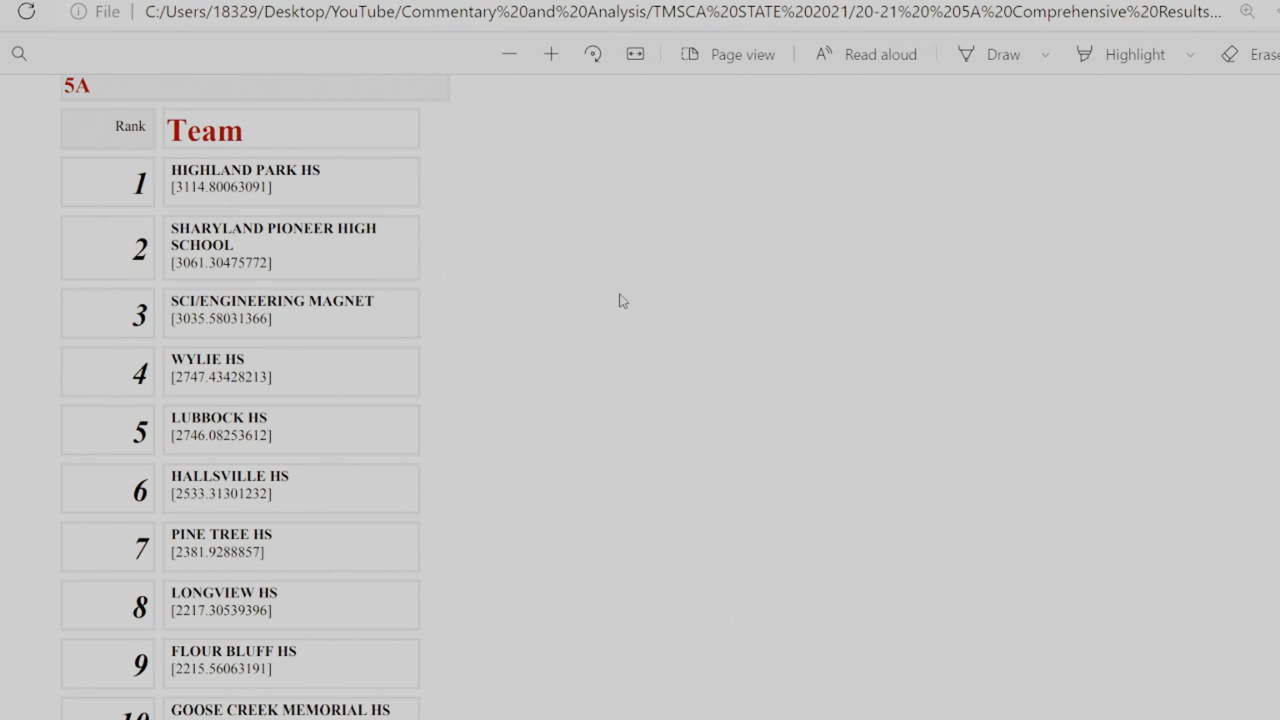 File C:/Users/18329/Desktop/YouTube/Commentary%20and%20Analysis/TMSCA%20STATE%202021/20-21%20%205A%20Comprehensive%20Results...
Page view Read aloud Draw Highlight Eras
5A
Rank Team
1 HIGHLAND PARK HS
[3114.80063091]
2 SHARYLAND PIONEER HIGH
SCHOOL
[3061.30475772]
3 SCI/ENGINEERING MAGNET
[3035.58031366]
4 WYLIE HS
[2747.43428213]
5 LUBBOCK HS
[2746.08253612]
6 HALLSVILLE HS
[2533.31301232]
7 PINE TREE HS
[2381.9288857]
8 LONGVIEW HS
[2217.30539396]
9 FLOUR BLUFF HS
[2215.56063191]
10 GOOSE CREEK MEMORIAL HS